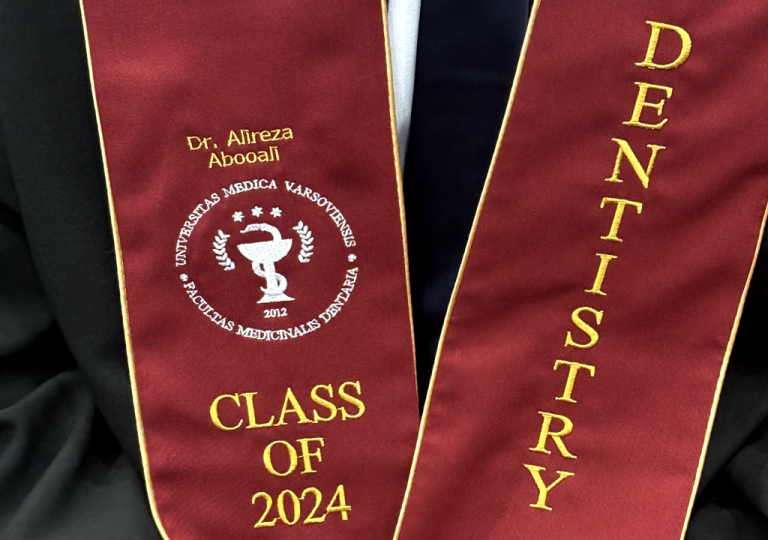 Dr. Alireza
Abooali
UNIVERSITAS MEDICA VARSOVIENSIS
FACULTAS MEDICINALIS DENTARIA
2012
CLASS
OF
2024
DENTISTRY